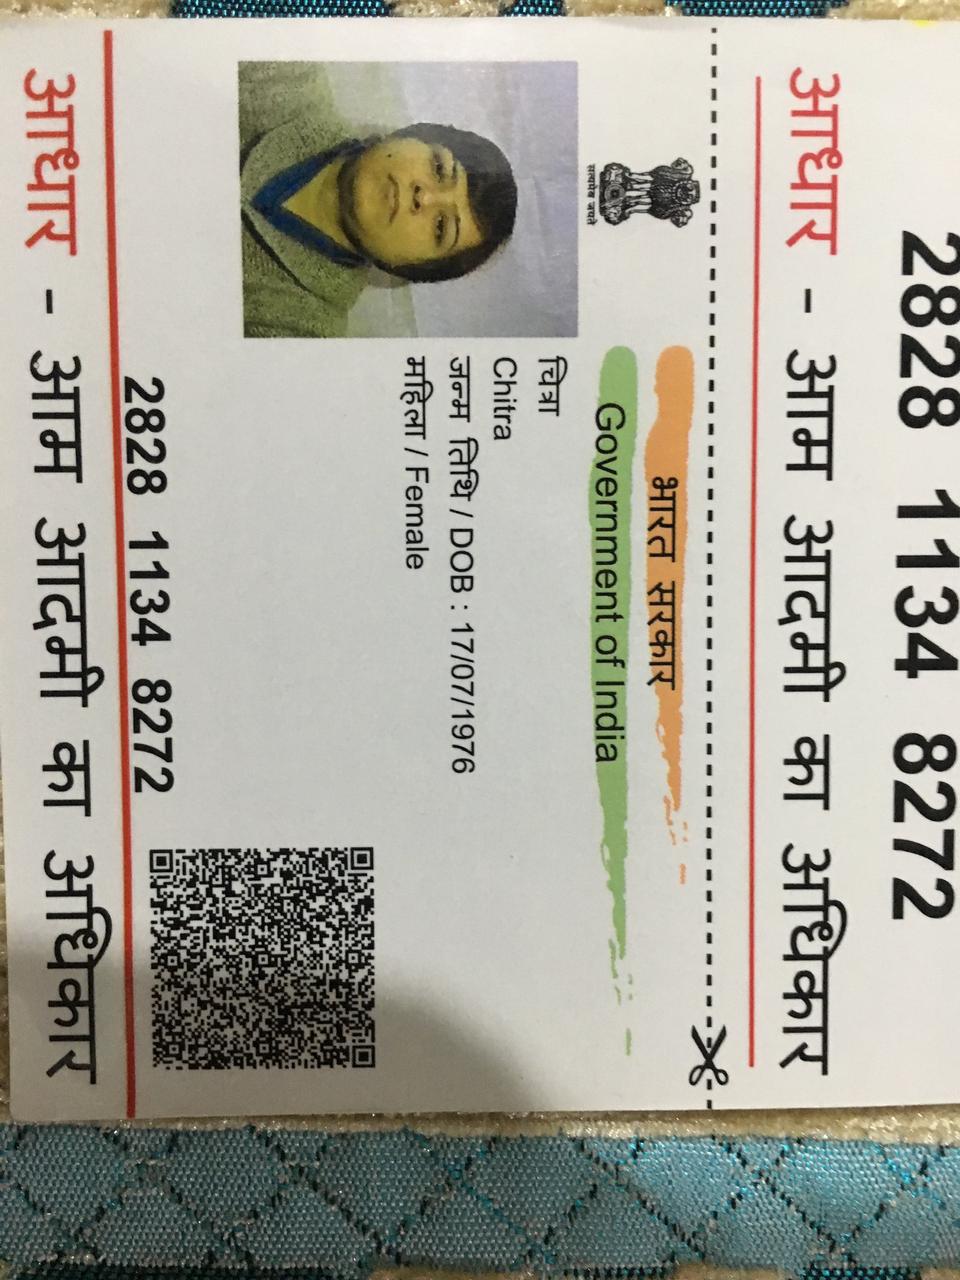 2828 1134 8272
आधार - आम आदमी का अधिकार
भारत सरकार
Government of India
सत्यमेव जयते
चित्रा
Chitra
जन्म तिथि / DOB : 17/07/1976
महिला / Female
2828 1134 8272
आधार - आम आदमी का अधिकार